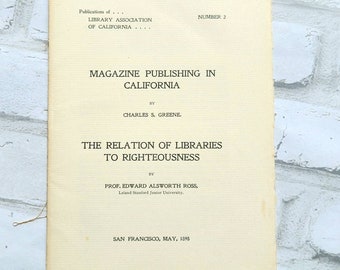 Publications of . . .
LIBRARY ASSOCIATION
OF CALIFORNIA . . . .
NUMBER 2
MAGAZINE PUBLISHING IN
CALIFORNIA
BY
CHARLES S. GREENE.
THE RELATION OF LIBRARIES
TO RIGHTEOUSNESS
BY
PROF. EDWARD ALSWORTH ROSS,
Leland Stanford Junior University.
SAN FRANCISCO, MAY, 1898